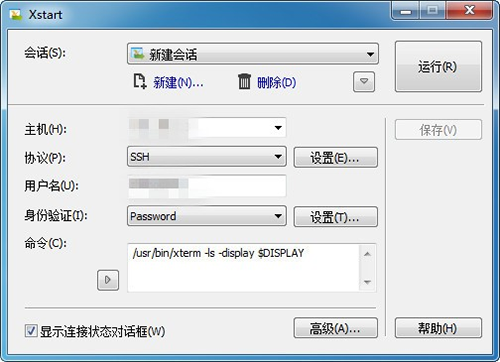 Xstart
会话(S):
新建会话
运行(R)
新建(N)...
删除(D)
主机(H):
保存(V)
协议(P):
SSH
设置(E)...
用户名(U):
身份验证(I):
Password
设置(T)...
命令(C):
/usr/bin/xterm -ls -display $DISPLAY
显示连接状态对话框(W)
高级(A)...
帮助(H)